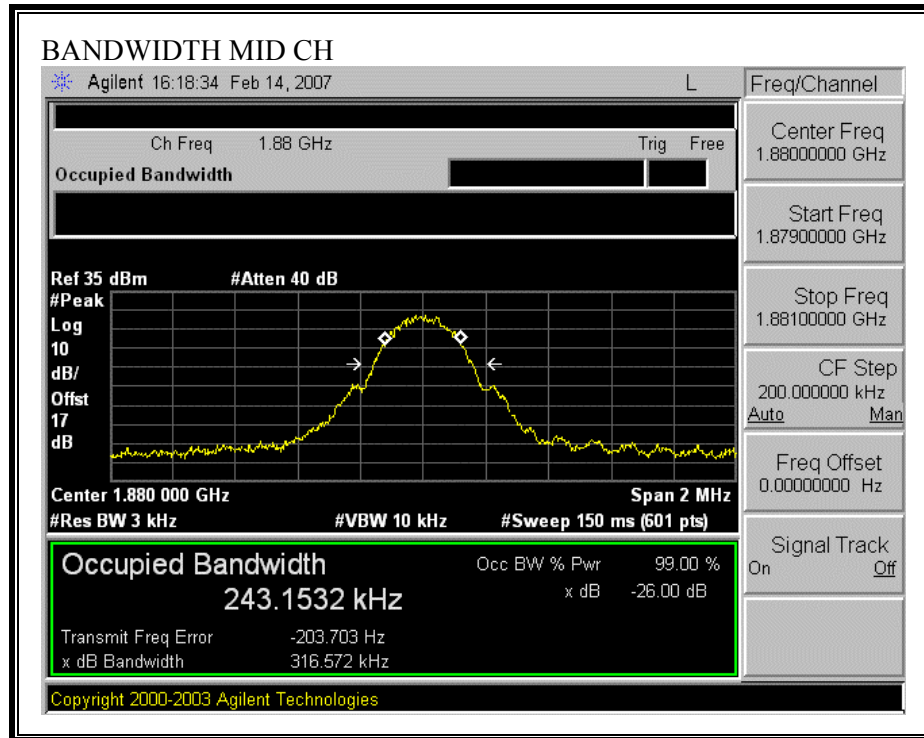 BANDWIDTH MID CH
Agilent 16:18:34 Feb 14, 2007 L
Freq/Channel
Ch Freq 1.88 GHz Trig Free
Occupied Bandwidth
Center Freq
1.88000000 GHz
Start Freq
1.87900000 GHz
Stop Freq
1.88100000 GHz
CF Step
200.000000 kHz
Auto Man
Freq Offset
0.00000000 Hz
Signal Track
On Off
Ref 35 dBm #Atten 40 dB
#Peak
Log
10
dB/
Offst
17
dB
Center 1.880 000 GHz Span 2 MHz
#Res BW 3 kHz #VBW 10 kHz #Sweep 150 ms (601 pts)
Occupied Bandwidth Occ BW % Pwr 99.00 %
243.1532 kHz x dB -26.00 dB
Transmit Freq Error -203.703 Hz
x dB Bandwidth 316.572 kHz
Copyright 2000-2003 Agilent Technologies